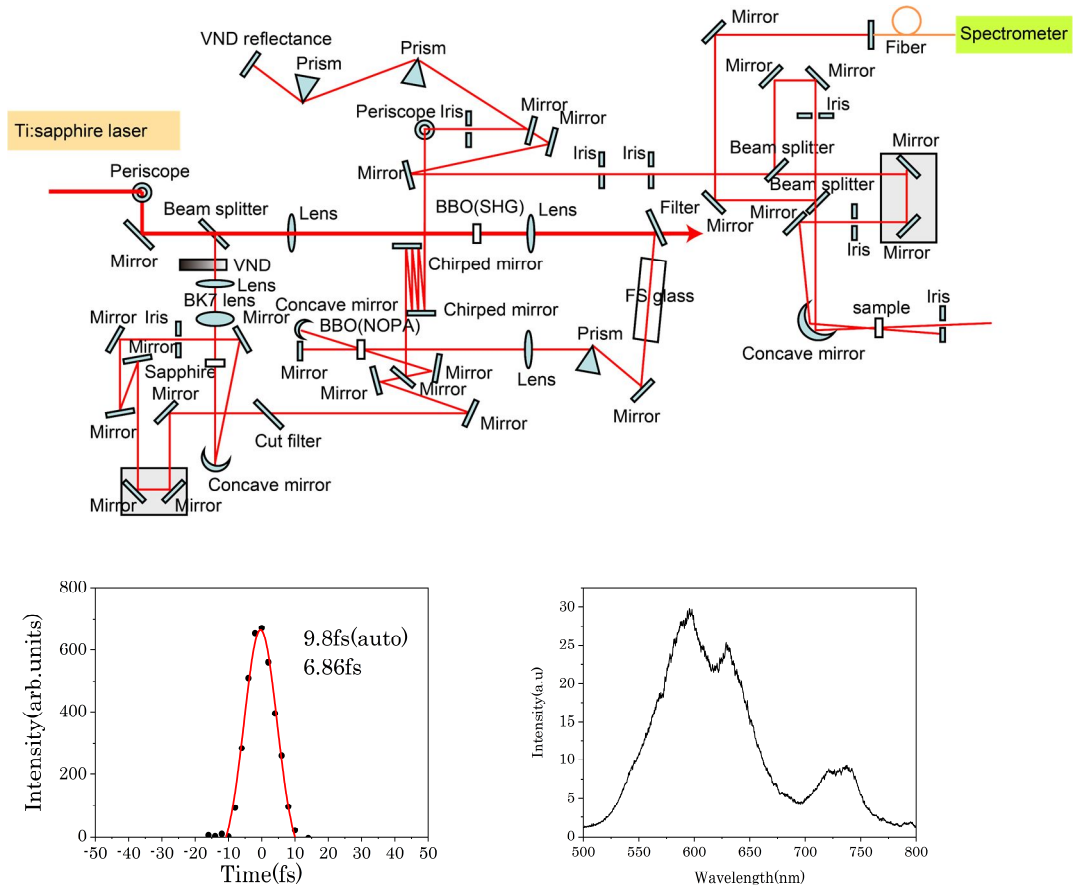 Mirror
VND reflectance
Prism
Prism
Fiber
Spectrometer
Mirror
Mirror
Periscope
Iris
Mirror
Mirror
Iris
Ti:sapphire laser
Iris
Iris
Mirror
Beam splitter
Mirror
Periscope
Beam splitter
Beam splitter
Lens
BBO(SHG)
Lens
Filter
Mirror
Mirror
Mirror
Iris
Mirror
VND
Chirped mirror
Lens
BK7 lens
Concave mirror
FS glass
Chirped mirror
sample
Iris
Mirror
Iris
Mirror
BBO(NOPA)
Prism
Mirror
Sapphire
Mirror
Concave mirror
Mirror
Lens
Mirror
Mirror
Mirror
Mirror
Mirror
Mirror
Cut filter
Concave mirror
Mirror
Mirror
800
600
400
200
0
Intensity(arb.units)
9.8fs(auto)
6.86fs
-50 -40 -30 -20 -10 0 10 20 30 40 50
Time(fs)
30
25
20
15
10
5
0
Intensity(a.u)
500 550 600 650 700 750 800
Wavelength(nm)